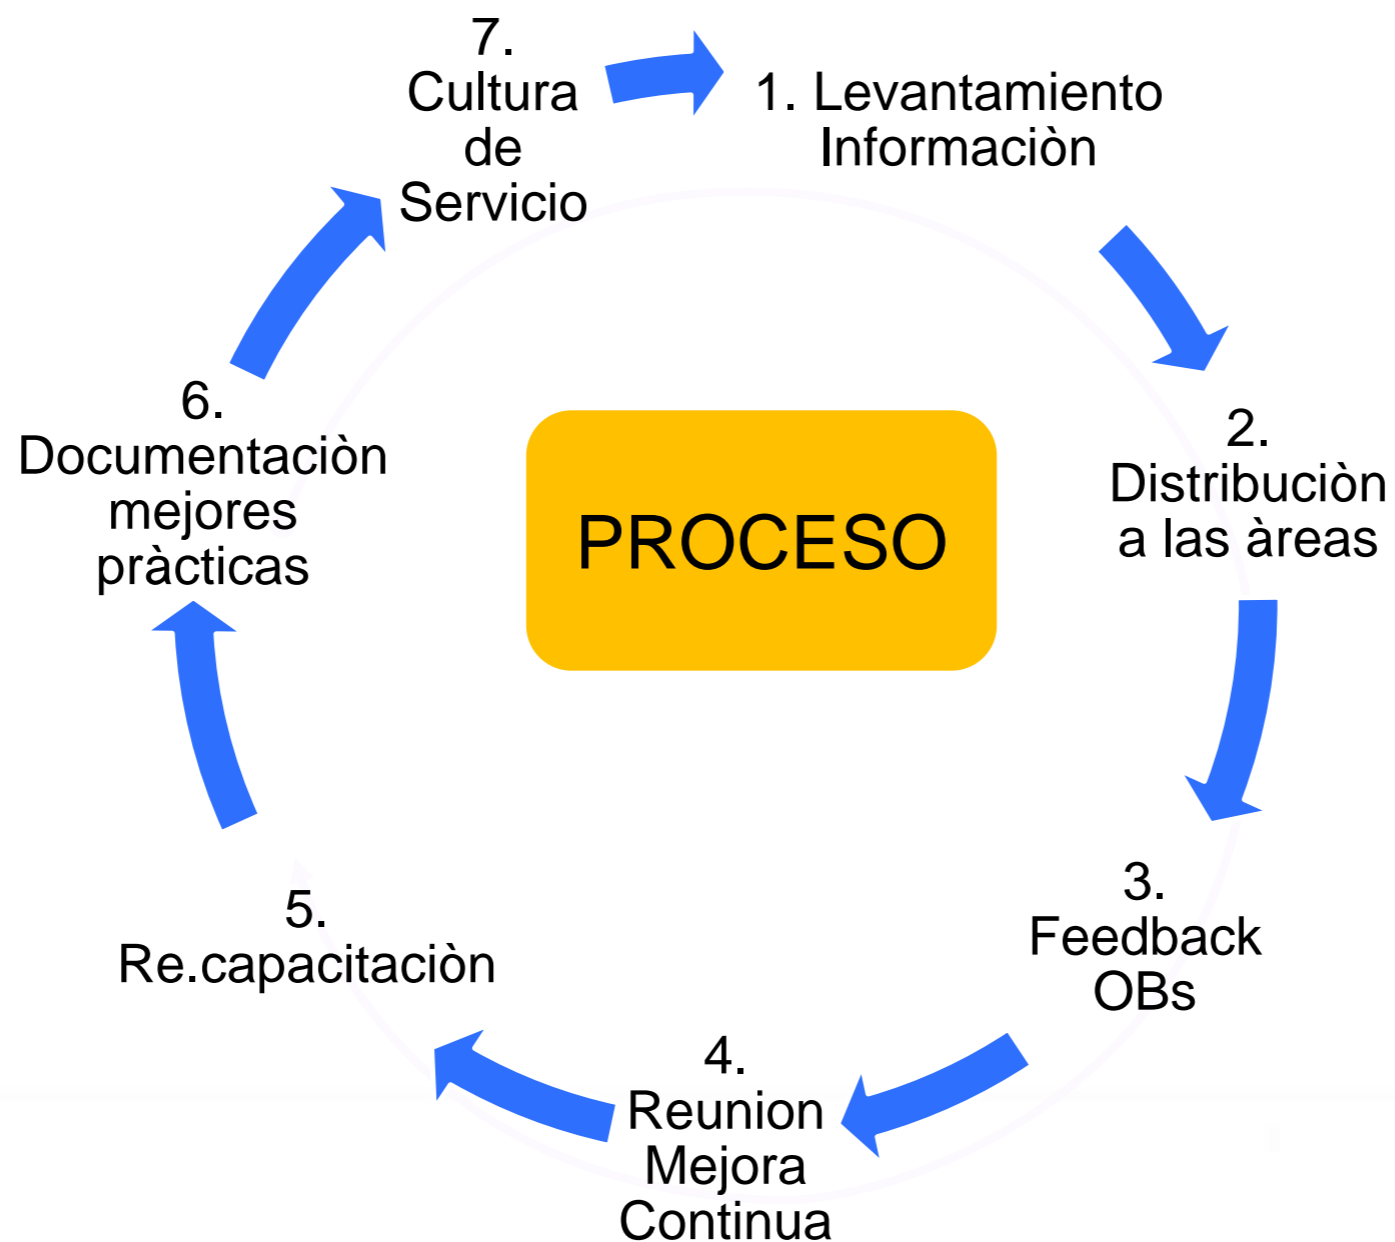 7.
Cultura
de
Servicio
1. Levantamiento
Informaciòn
2.
Distribuciòn
a las àreas
3.
Feedback
OBs
4.
Reunion
Mejora
Continua
5.
Re.capacitaciòn
6.
Documentaciòn
mejores
pràcticas
PROCESO